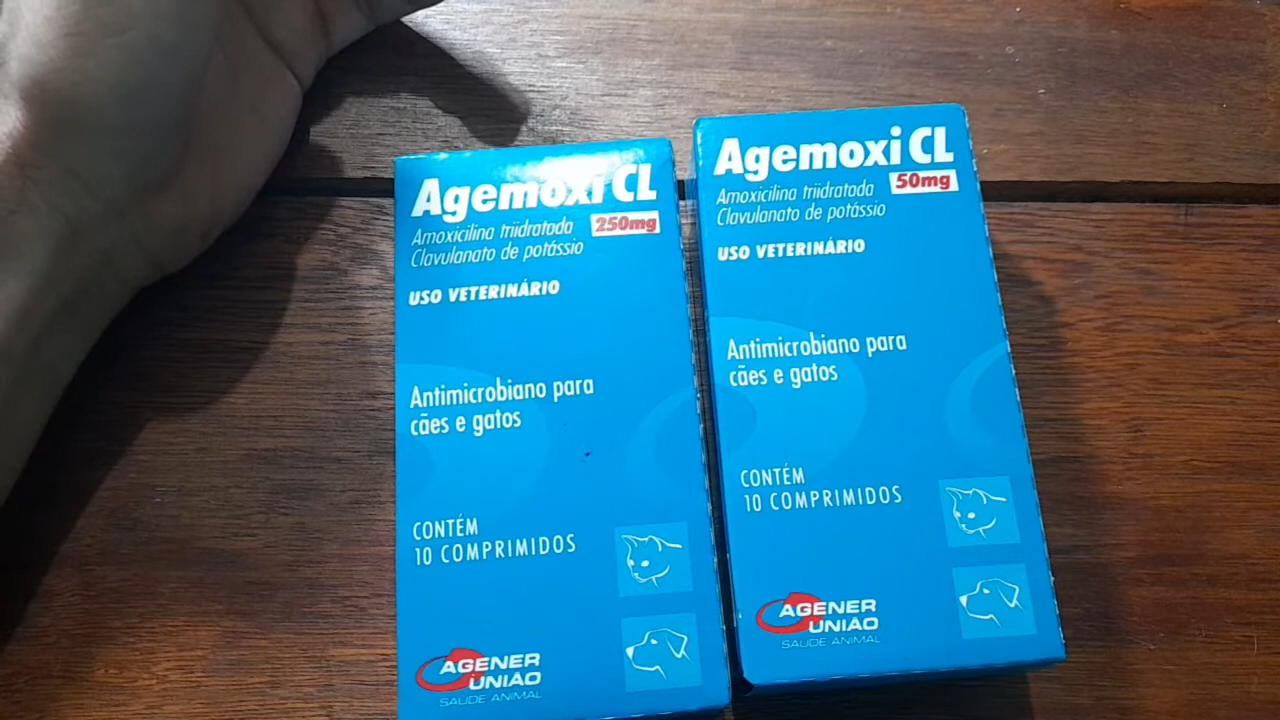 Agemoxi CL
250mg
Amoxicilina triidratada
Clavulanato de potássio
USO VETERINÁRIO
Antimicrobiano para
cães e gatos
CONTÉM
10 COMPRIMIDOS
AGENER
UNIÃO
SAÚDE ANIMAL
Agemoxi CL
50mg
Amoxicilina triidratada
Clavulanato de potássio
USO VETERINÁRIO
Antimicrobiano para
cães e gatos
CONTÉM
10 COMPRIMIDOS
AGENER
UNIÃO
SAÚDE ANIMAL